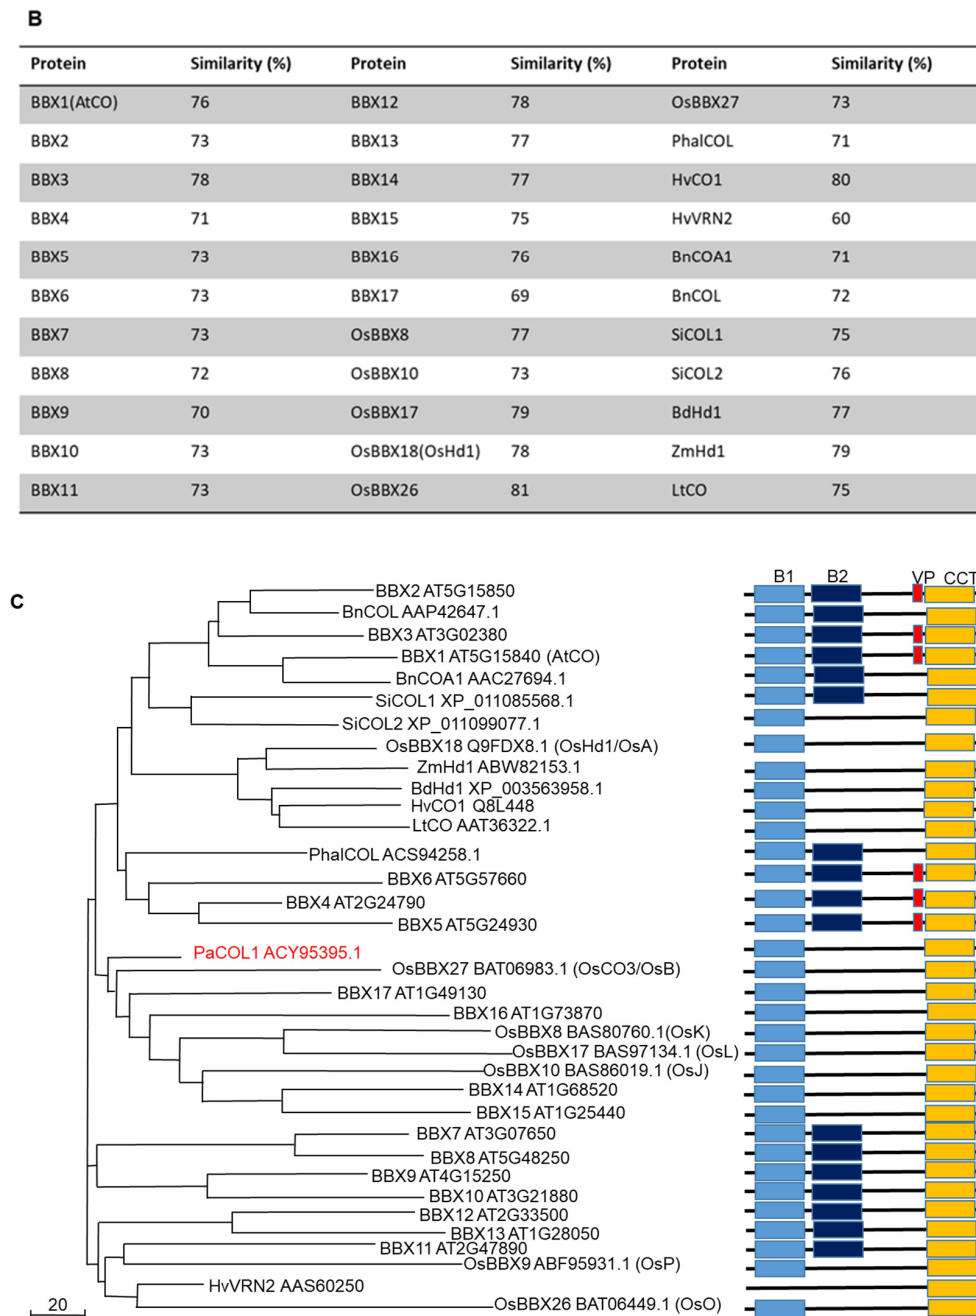 B
Protein Similarity (%) Protein Similarity (%) Protein Similarity (%)
BBX1(AtCO) 76 BBX12 78 OsBBX27 73
BBX2 73 BBX13 77 PhalCOL 71
BBX3 78 BBX14 77 HvCO1 80
BBX4 71 BBX15 75 HvVRN2 60
BBX5 73 BBX16 76 BnCOA1 71
BBX6 73 BBX17 69 BnCOL 72
BBX7 73 OsBBX8 77 SiCOL1 75
BBX8 72 OsBBX10 73 SiCOL2 76
BBX9 70 OsBBX17 79 BdHd1 77
BBX10 73 OsBBX18(OsHd1) 78 ZmHd1 79
BBX11 73 OsBBX26 81 LtCO 75
C
B1 B2 VP CCT
BBX2 AT5G15850
BnCOL AAP42647.1
BBX3 AT3G02380
BBX1 AT5G15840 (AtCO)
BnCOA1 AAC27694.1
SiCOL1 XP_011085568.1
SiCOL2 XP_011099077.1
OsBBX18 Q9FDX8.1 (OsHd1/OsA)
ZmHd1 ABW82153.1
BdHd1 XP_003563958.1
HvCO1 Q8L448
LtCO AAT36322.1
PhalCOL ACS94258.1
BBX6 AT5G57660
BBX4 AT2G24790
BBX5 AT5G24930
PaCOL1 ACY95395.1
OsBBX27 BAT06983.1 (OsCO3/OsB)
BBX17 AT1G49130
BBX16 AT1G73870
OsBBX8 BAS80760.1(OsK)
OsBBX17 BAS97134.1 (OsL)
OsBBX10 BAS86019.1 (OsJ)
BBX14 AT1G68520
BBX15 AT1G25440
BBX7 AT3G07650
BBX8 AT5G48250
BBX9 AT4G15250
BBX10 AT3G21880
BBX12 AT2G33500
BBX13 AT1G28050
BBX11 AT2G47890
OsBBX9 ABF95931.1 (OsP)
HvVRN2 AAS60250
OsBBX26 BAT06449.1 (OsO)
20